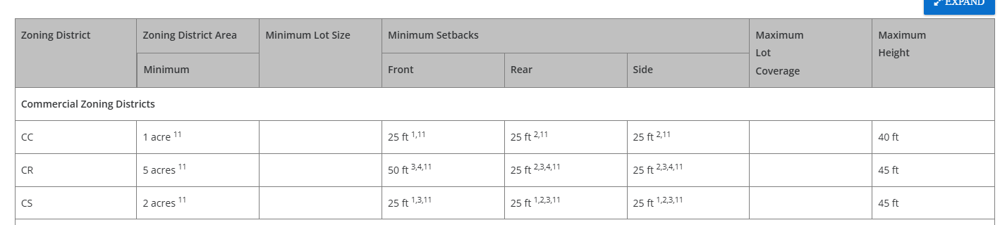 EXPAND
Zoning District Zoning District Area Minimum Lot Size Minimum Setbacks Maximum Lot Coverage Maximum Height
Minimum Front Rear Side
Commercial Zoning Districts
CC 1 acre 11 25 ft 1,11 25 ft 2,11 25 ft 2,11 40 ft
CR 5 acres 11 50 ft 3,4,11 25 ft 2,3,4,11 25 ft 2,3,4,11 45 ft
CS 2 acres 11 25 ft 1,3,11 25 ft 1,2,3,11 25 ft 1,2,3,11 45 ft